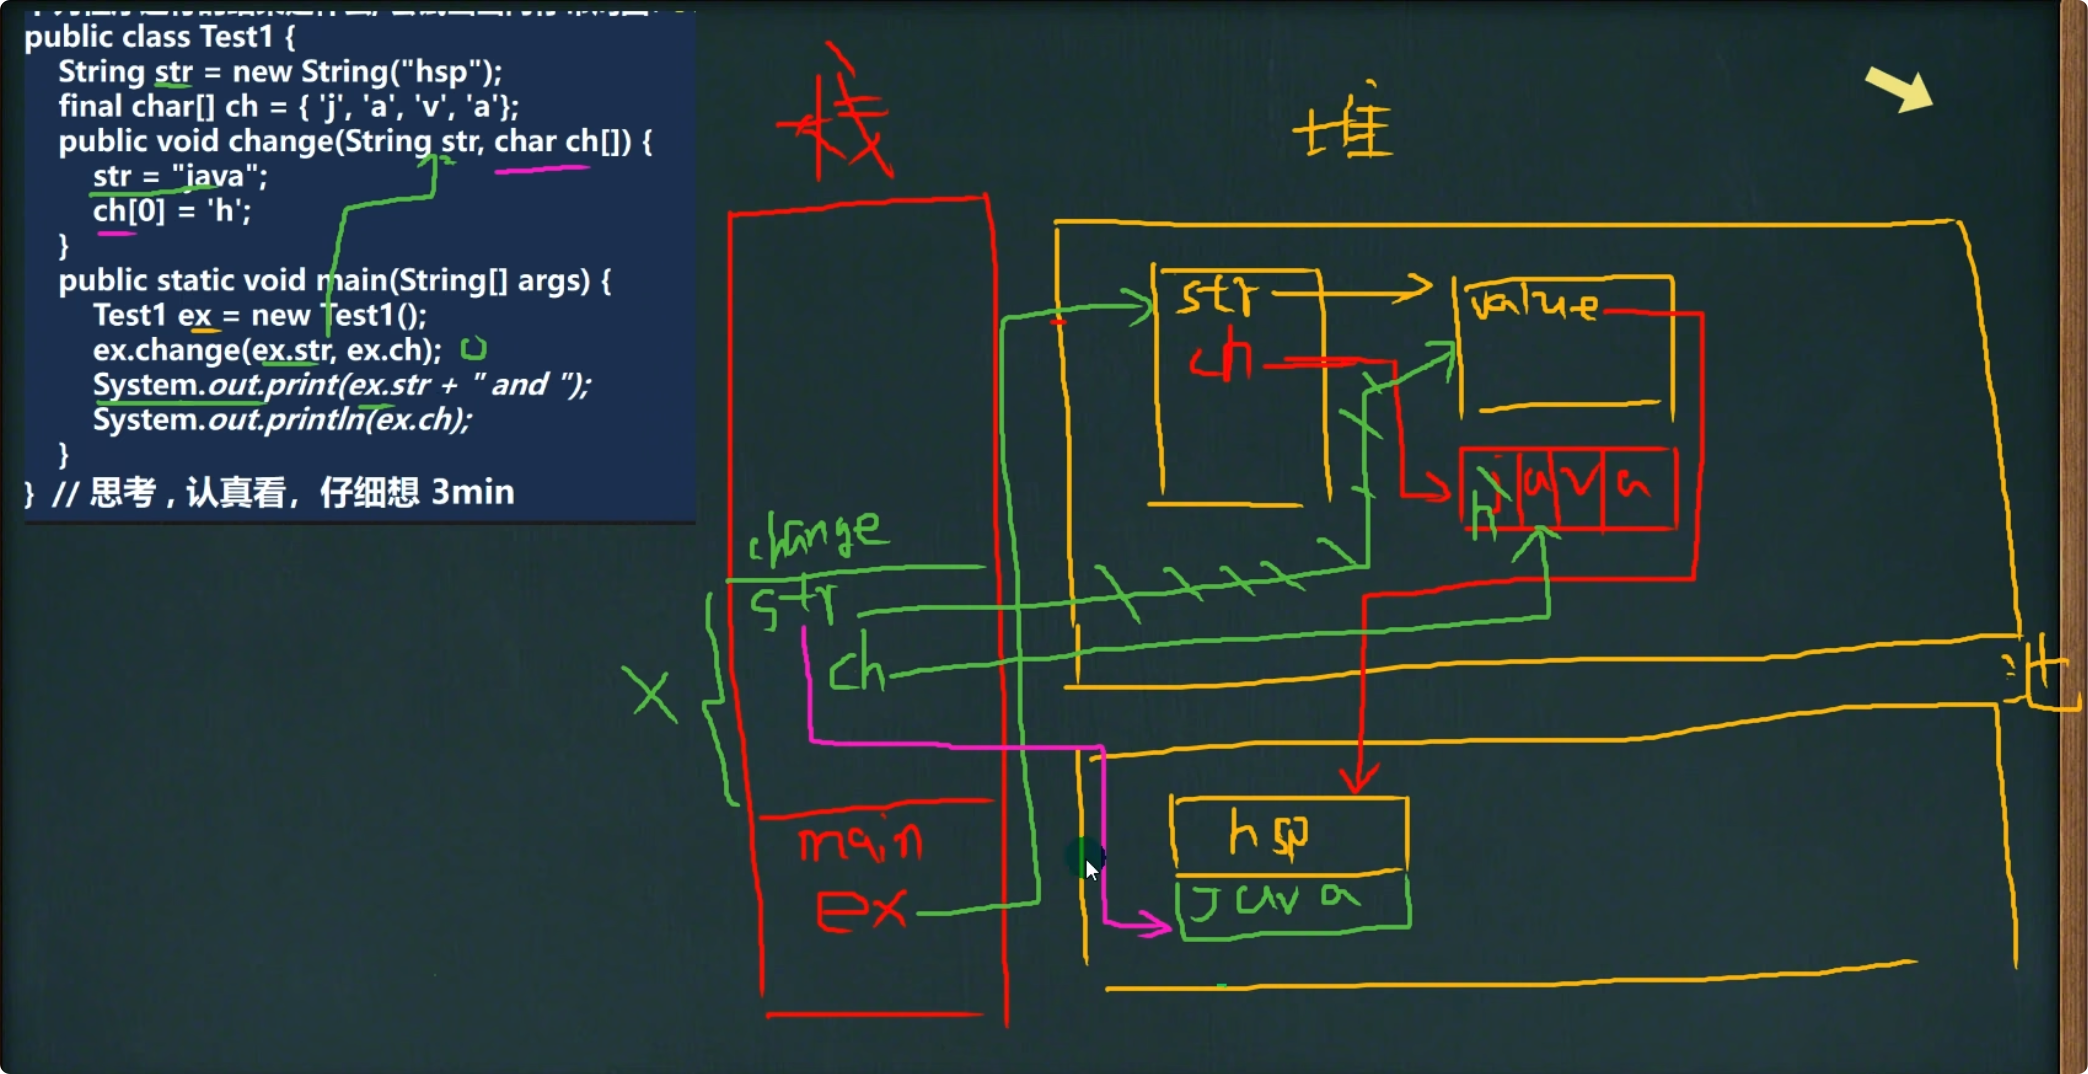 public class Test1 {
String str = new String("hsp");
final char[] ch = { 'j', 'a', 'v', 'a'};
public void change(String str, char ch[]) {
str = "java";
ch[0] = 'h';
}
public static void main(String[] args) {
Test1 ex = new Test1();
ex.change(ex.str, ex.ch);
System.out.print(ex.str + " and ");
System.out.println(ex.ch);
}
} // 思考，认真看，仔细想 3min
栈
change
str
ch
X
main
ex
堆
str
ch
value
h j a v a
hsp
java